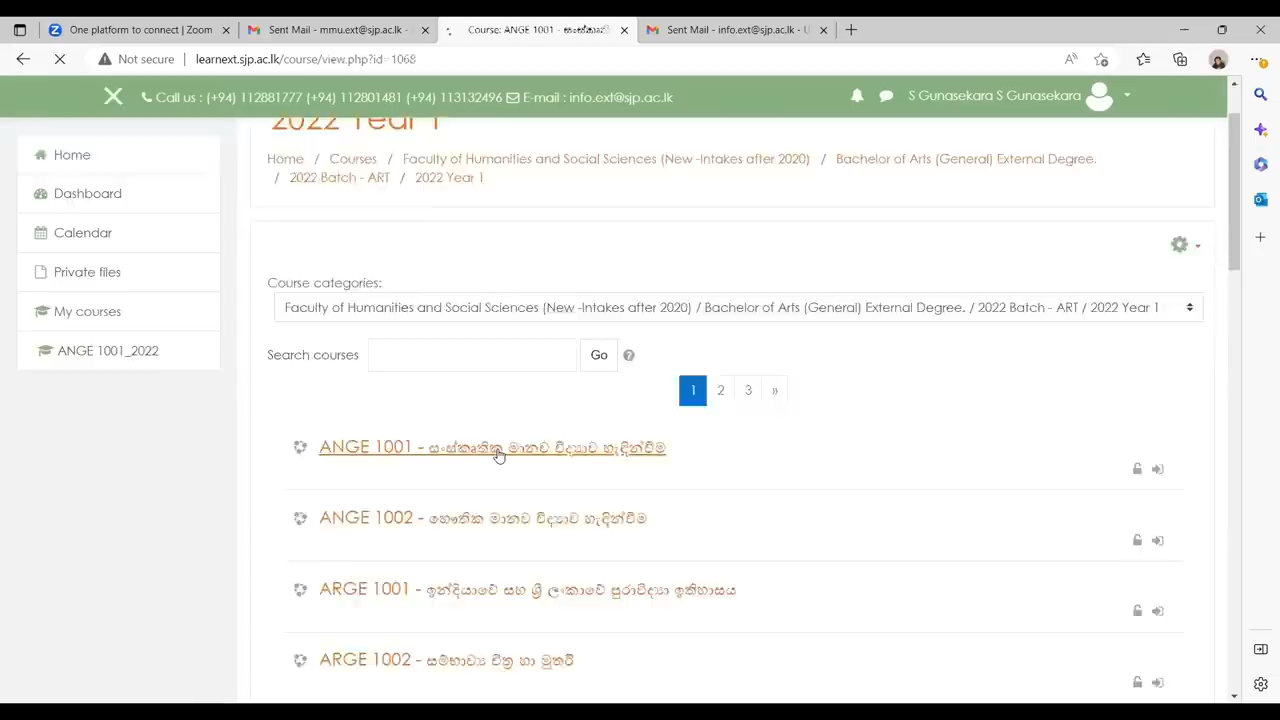 One platform to connect | Zoom
Sent Mail - mmu.ext@sjp.ac.lk -
Course: ANGE 1001 - සංස්කෘති
Sent Mail - info.ext@sjp.ac.lk - U
Not secure
learnext.sjp.ac.lk/course/view.php?id=1068
Call us : (+94) 112881777 (+94) 112801481 (+94) 113132496 E-mail : info.ext@sjp.ac.lk
S Gunasekara S Gunasekara
2022 Year 1
Home / Courses / Faculty of Humanities and Social Sciences (New -Intakes after 2020) / Bachelor of Arts (General) External Degree.
/ 2022 Batch - ART / 2022 Year 1
Home
Dashboard
Calendar
Private files
My courses
ANGE 1001_2022
Course categories:
Faculty of Humanities and Social Sciences (New -Intakes after 2020) / Bachelor of Arts (General) External Degree. / 2022 Batch - ART / 2022 Year 1
Search courses
Go
1 2 3 »
ANGE 1001 - සංස්කෘතික මානව විද්‍යාව හැඳින්වීම
ANGE 1002 - භෞතික මානව විද්‍යාව හැඳින්වීම
ARGE 1001 - ඉන්දියාවේ සහ ශ්‍රී ලංකාවේ පුරාවිද්‍යා ඉතිහාසය
ARGE 1002 - සම්භාව්‍ය චිත්‍ර හා මූර්ති